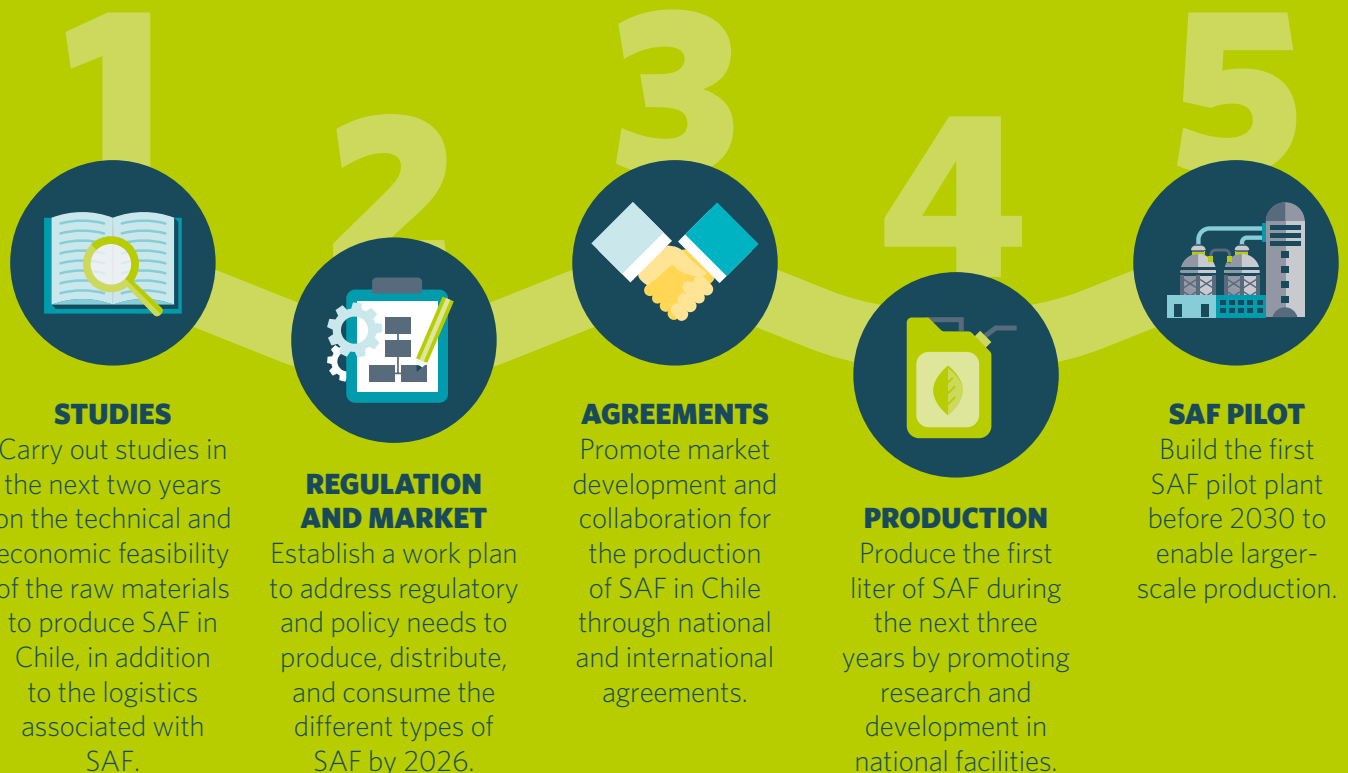 1
STUDIES
Carry out studies in
the next two years
on the technical and
economic feasibility
of the raw materials
to produce SAF in
Chile, in addition
to the logistics
associated with
SAF.
2
REGULATION
AND MARKET
Establish a work plan
to address regulatory
and policy needs to
produce, distribute,
and consume the
different types of
SAF by 2026.
3
AGREEMENTS
Promote market
development and
collaboration for
the production
of SAF in Chile
through national
and international
agreements.
4
PRODUCTION
Produce the first
liter of SAF during
the next three
years by promoting
research and
development in
national facilities.
5
SAF PILOT
Build the first
SAF pilot plant
before 2030 to
enable larger-
scale production.